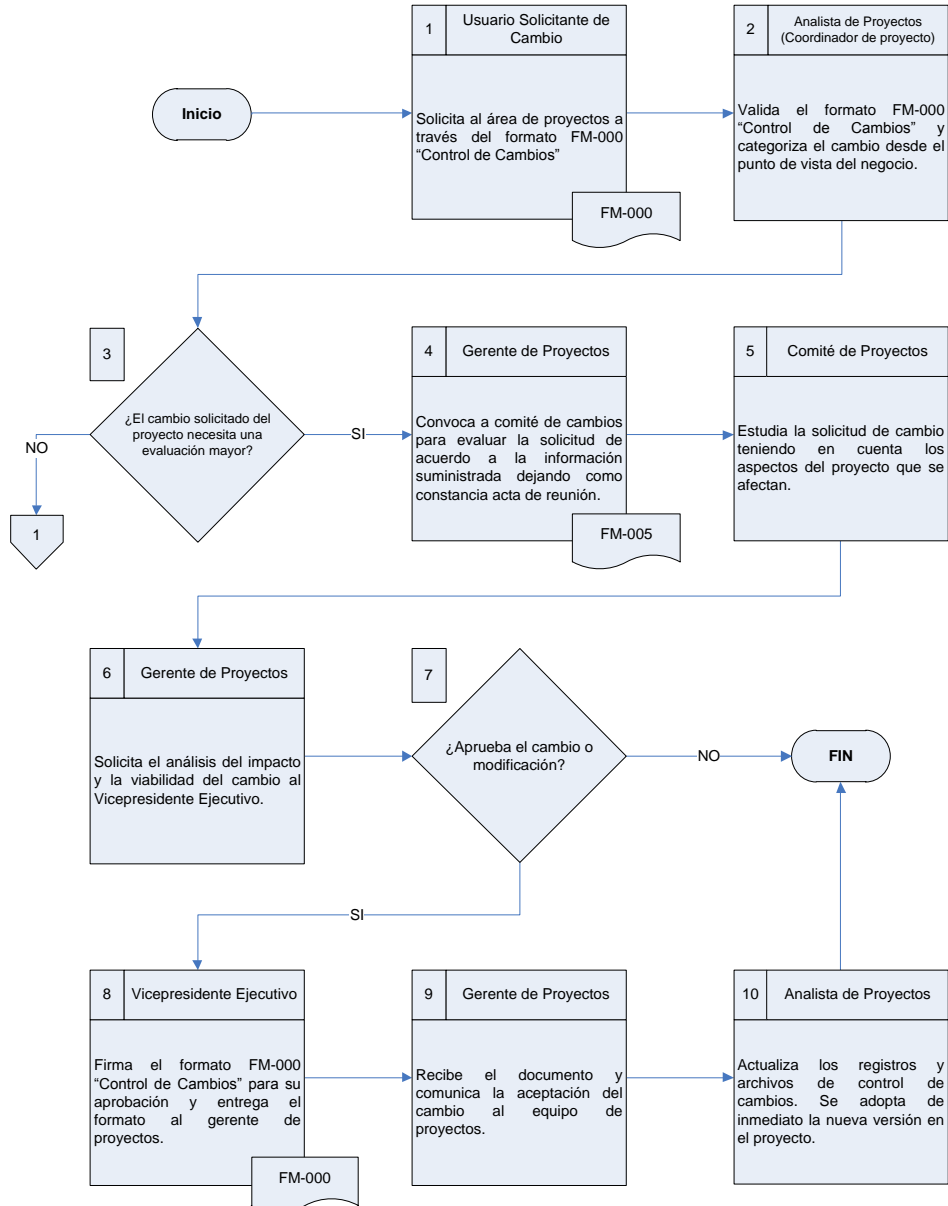 Inicio
1
Usuario Solicitante de
Cambio
Solicita al área de proyectos a
través del formato FM-000
“Control de Cambios”
FM-000
2
Analista de Proyectos
(Coordinador de proyecto)
Valida el formato FM-000
“Control de Cambios” y
categoriza el cambio desde el
punto de vista del negocio.
3
¿El cambio solicitado del
proyecto necesita una
evaluación mayor?
NO
1
SI
4
Gerente de Proyectos
Convoca a comité de cambios
para evaluar la solicitud de
acuerdo a la información
suministrada dejando como
constancia acta de reunión.
FM-005
5
Comité de Proyectos
Estudia la solicitud de cambio
teniendo en cuenta los
aspectos del proyecto que se
afectan.
6
Gerente de Proyectos
Solicita el análisis del impacto
y la viabilidad del cambio al
Vicepresidente Ejecutivo.
7
¿Aprueba el cambio o
modificación?
NO
FIN
SI
8
Vicepresidente Ejecutivo
Firma el formato FM-000
“Control de Cambios” para su
aprobación y entrega el
formato al gerente de
proyectos.
FM-000
9
Gerente de Proyectos
Recibe el documento y
comunica la aceptación del
cambio al equipo de
proyectos.
10
Analista de Proyectos
Actualiza los registros y
archivos de control de
cambios. Se adopta de
inmediato la nueva versión en
el proyecto.